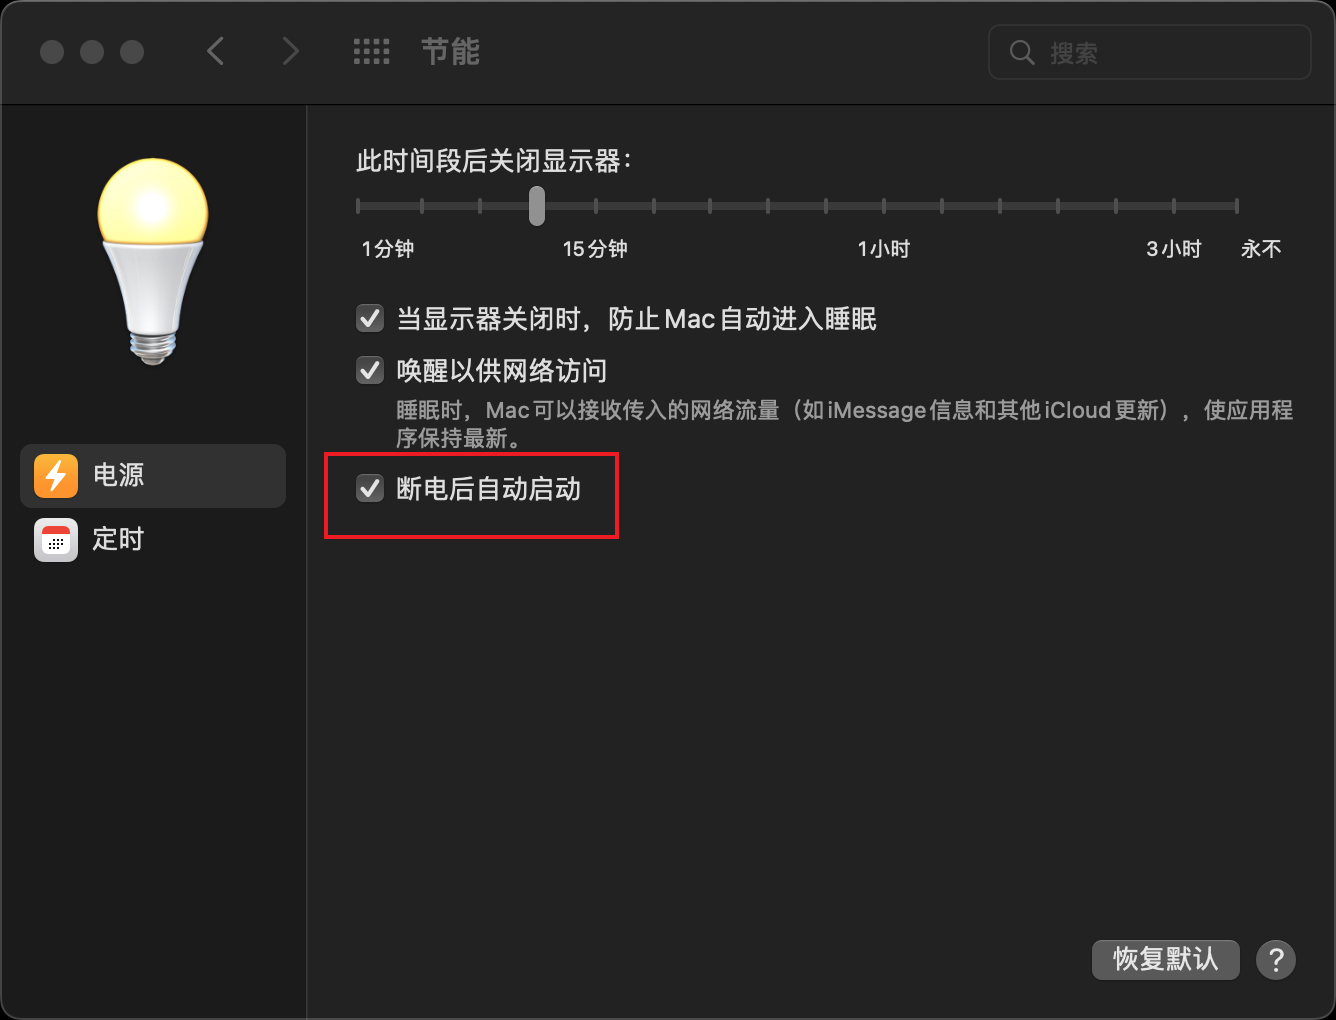 节能
搜索
此时间段后关闭显示器：
1分钟 15分钟 1小时 3小时 永不
当显示器关闭时，防止Mac自动进入睡眠
唤醒以供网络访问
睡眠时，Mac可以接收传入的网络流量（如iMessage信息和其他iCloud更新），使应用程
序保持最新。
断电后自动启动
电源
定时
恢复默认 ?